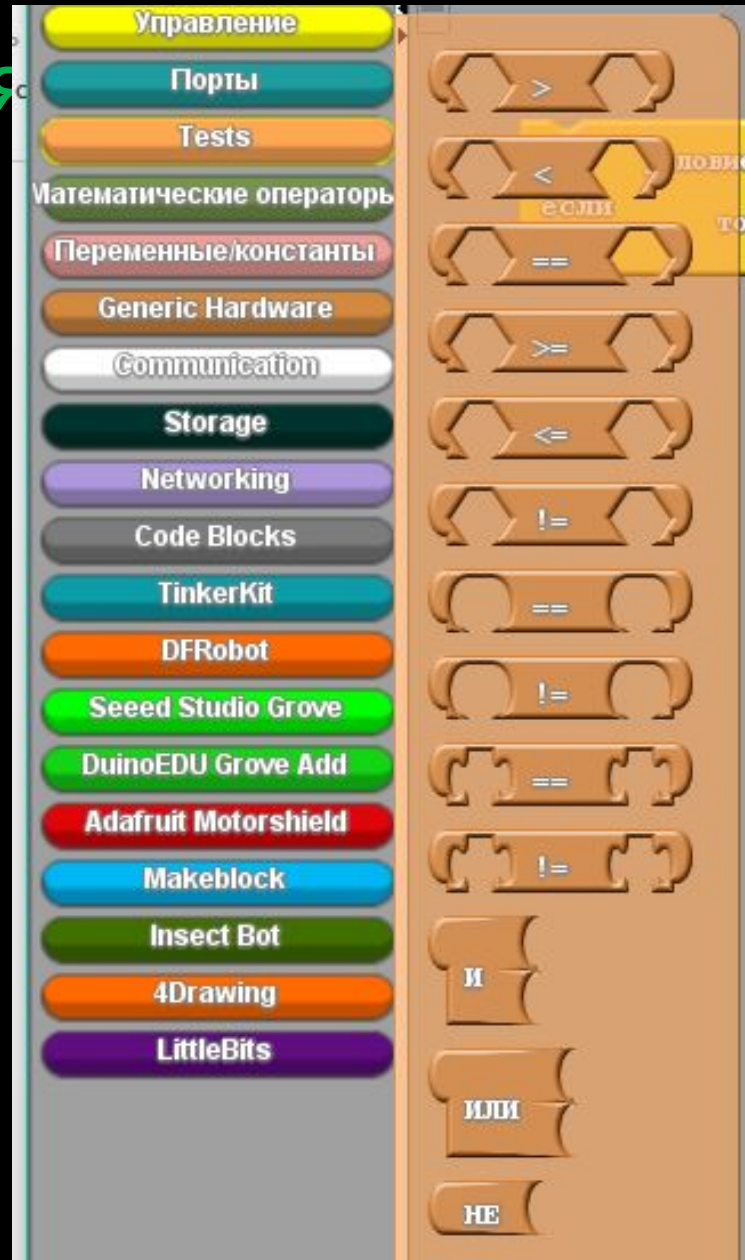 Управление
Порты
Tests
Математические операторы
Переменные/константы
Generic Hardware
Communication
Storage
Networking
Code Blocks
TinkerKit
DFRobot
Seeed Studio Grove
DuinoEDU Grove Add
Adafruit Motorshield
Makeblock
Insect Bot
4Drawing
LittleBits
>
<
==
>=
<=
!=
==
!=
==
!=
и
или
не
если